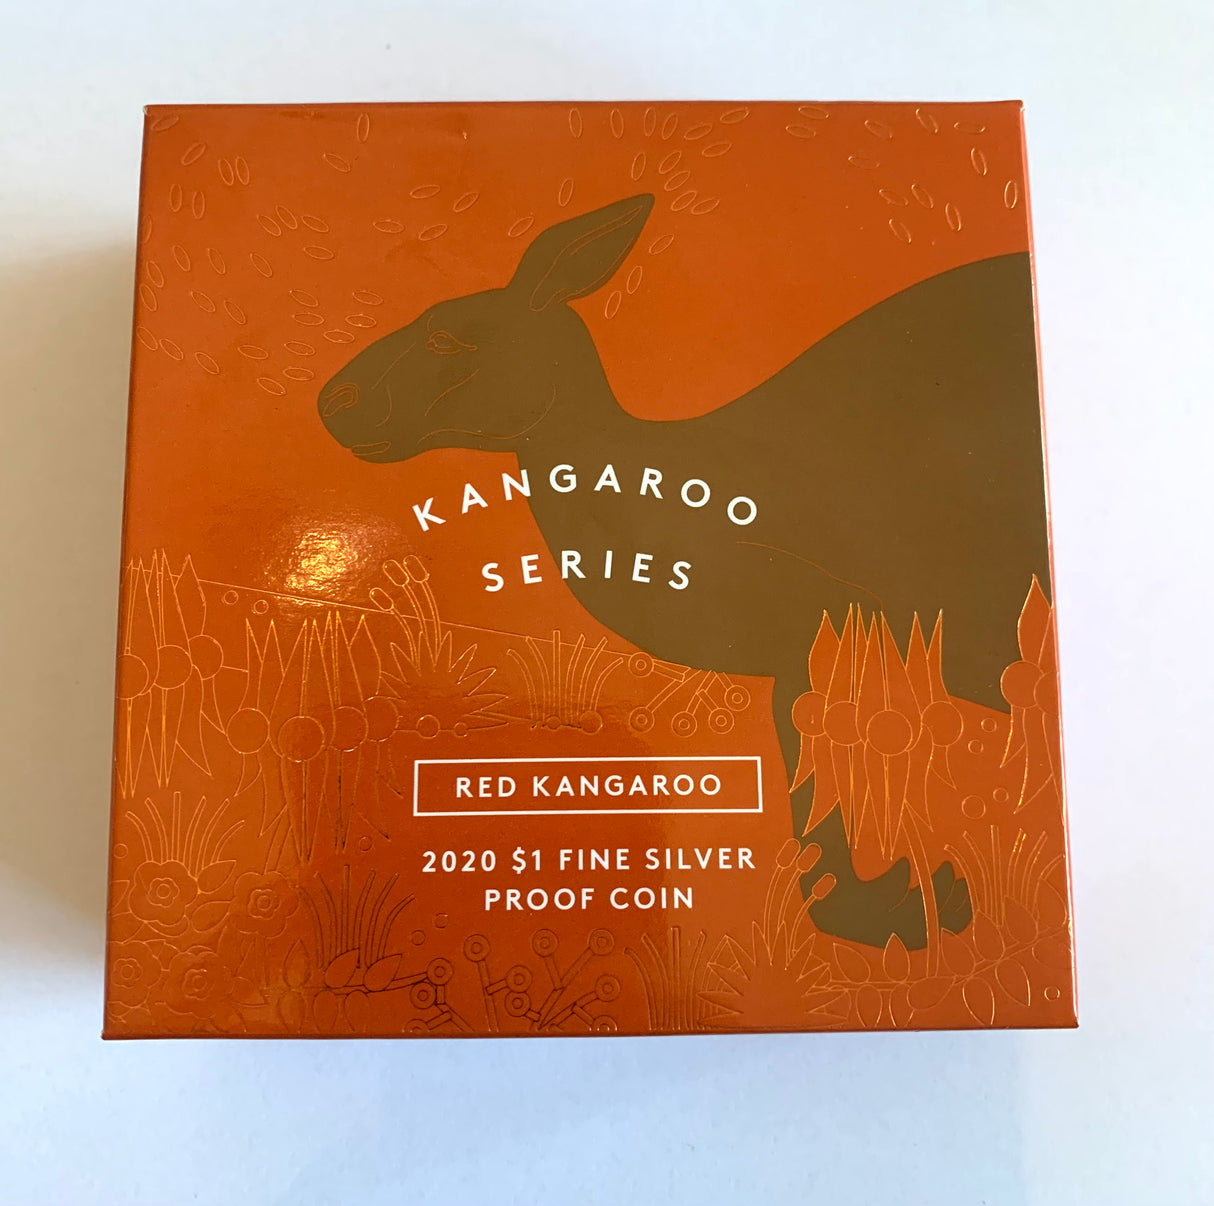 KANGAROO
SERIES
RED KANGAROO
2020 $1 FINE SILVER
PROOF COIN